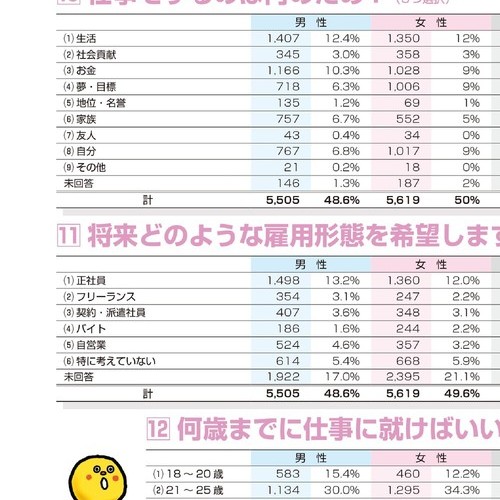 男 性 女 性
(1) 生活 1,407 12.4% 1,350 12%
(2) 社会貢献 345 3.0% 358 3%
(3) お金 1,166 10.3% 1,028 9%
(4) 夢・目標 718 6.3% 1,006 9%
(5) 地位・名誉 135 1.2% 69 1%
(6) 家族 757 6.7% 552 5%
(7) 友人 43 0.4% 34 0%
(8) 自分 767 6.8% 1,017 9%
(9) その他 21 0.2% 18 0%
未回答 146 1.3% 187 2%
計 5,505 48.6% 5,619 50%
11 将来どのような雇用形態を希望します
男 性 女 性
(1) 正社員 1,498 13.2% 1,360 12.0%
(2) フリーランス 354 3.1% 247 2.2%
(3) 契約・派遣社員 407 3.6% 348 3.1%
(4) バイト 186 1.6% 244 2.2%
(5) 自営業 524 4.6% 357 3.2%
(6) 特に考えていない 614 5.4% 668 5.9%
未回答 1,922 17.0% 2,395 21.1%
計 5,505 48.6% 5,619 49.6%
12 何歳までに仕事に就けばいい
男 性 女 性
(1) 18～20歳 583 15.4% 460 12.2%
(2) 21～25歳 1,134 30.0% 1,295 34.3%